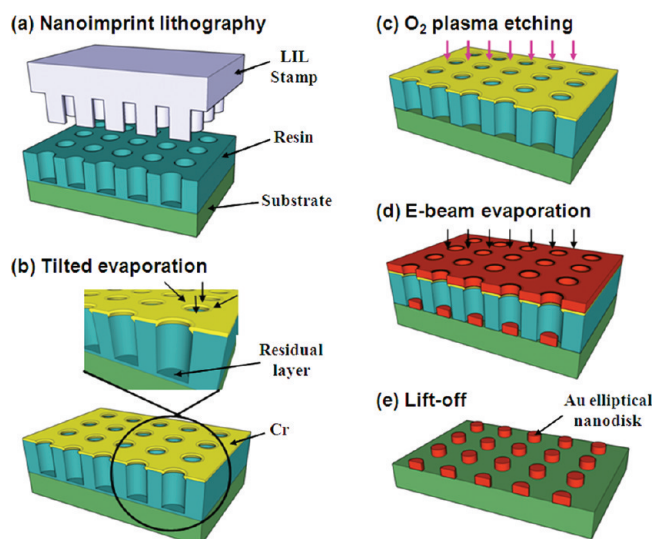 (a) Nanoimprint lithography
LIL
Stamp
Resin
Substrate
(b) Tilted evaporation
Residual
layer
Cr
(c) O₂ plasma etching
(d) E-beam evaporation
(e) Lift-off
Au elliptical
nanodisk